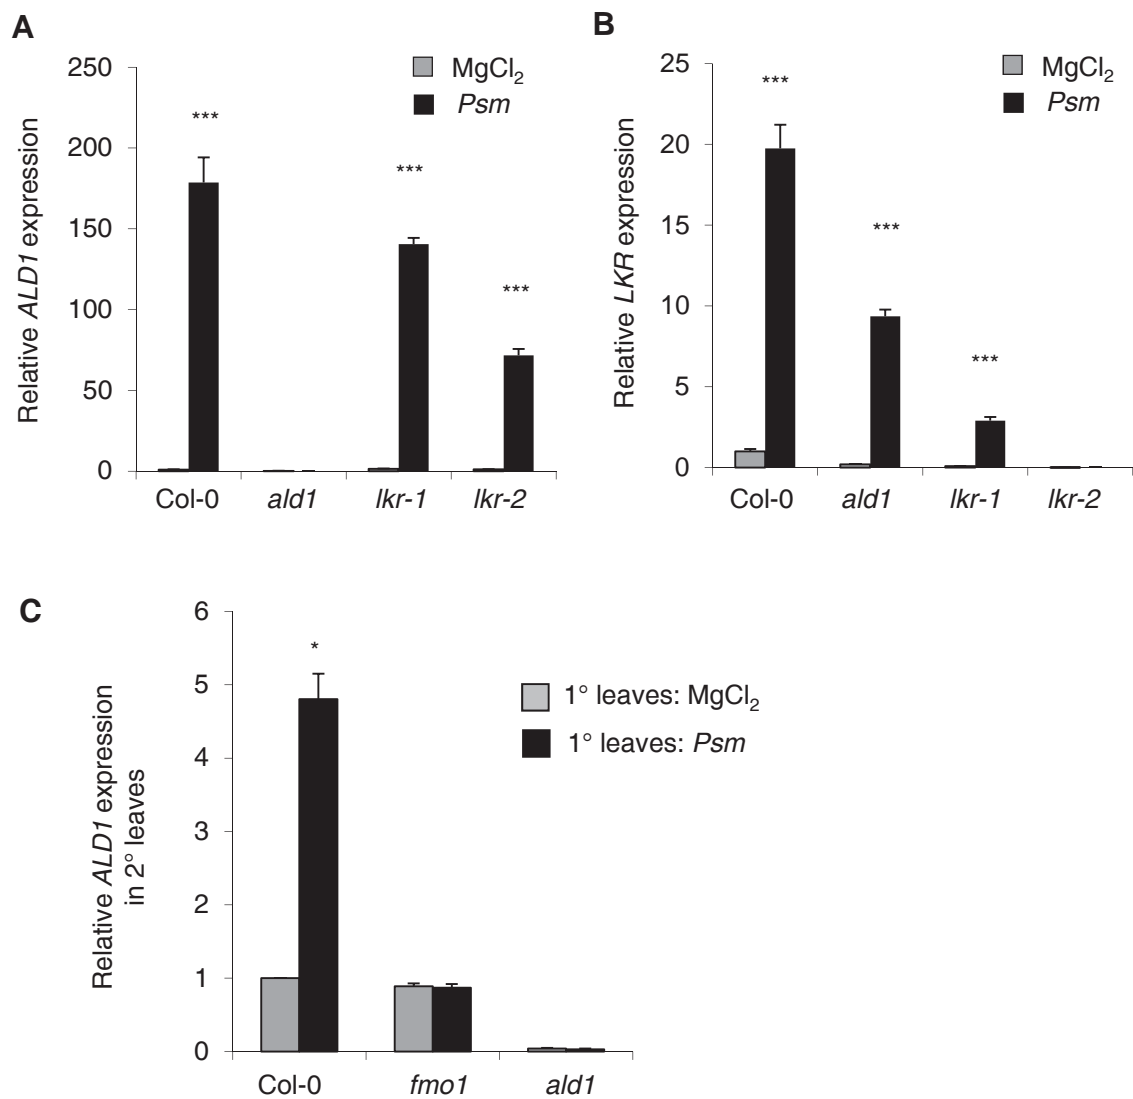 A
Relative ALD1 expression
250
200
150
100
50
0
MgCl₂
Psm
***
***
***
Col-0
ald1
lkr-1
lkr-2
B
Relative LKR expression
25
20
15
10
5
0
MgCl₂
Psm
***
***
***
Col-0
ald1
lkr-1
lkr-2
C
Relative ALD1 expression
in 2° leaves
6
5
4
3
2
1
0
*
1° leaves: MgCl₂
1° leaves: Psm
Col-0
fmo1
ald1